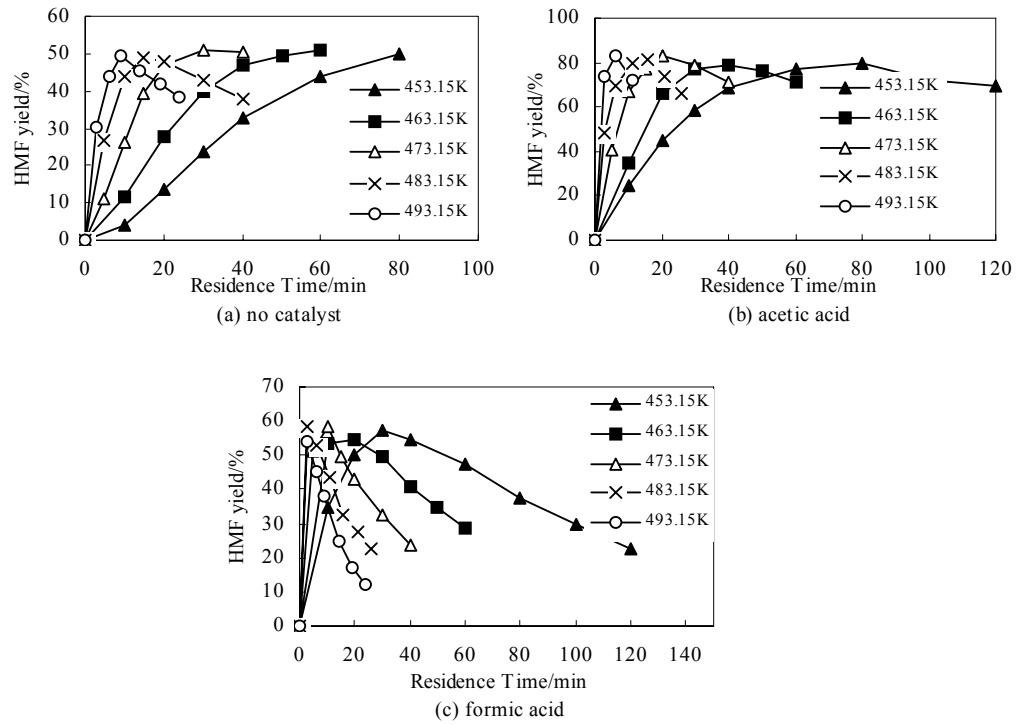 60
50
40
30
20
10
0
HMF yield/%
453.15K
463.15K
473.15K
483.15K
493.15K
0 20 40 60 80 100
Residence Time/min
(a) no catalyst
100
80
60
40
20
0
HMF yield/%
453.15K
463.15K
473.15K
483.15K
493.15K
0 20 40 60 80 100 120
Residence Time/min
(b) acetic acid
70
60
50
40
30
20
10
0
HMF yield/%
453.15K
463.15K
473.15K
483.15K
493.15K
0 20 40 60 80 100 120 140
Residence Time/min
(c) formic acid